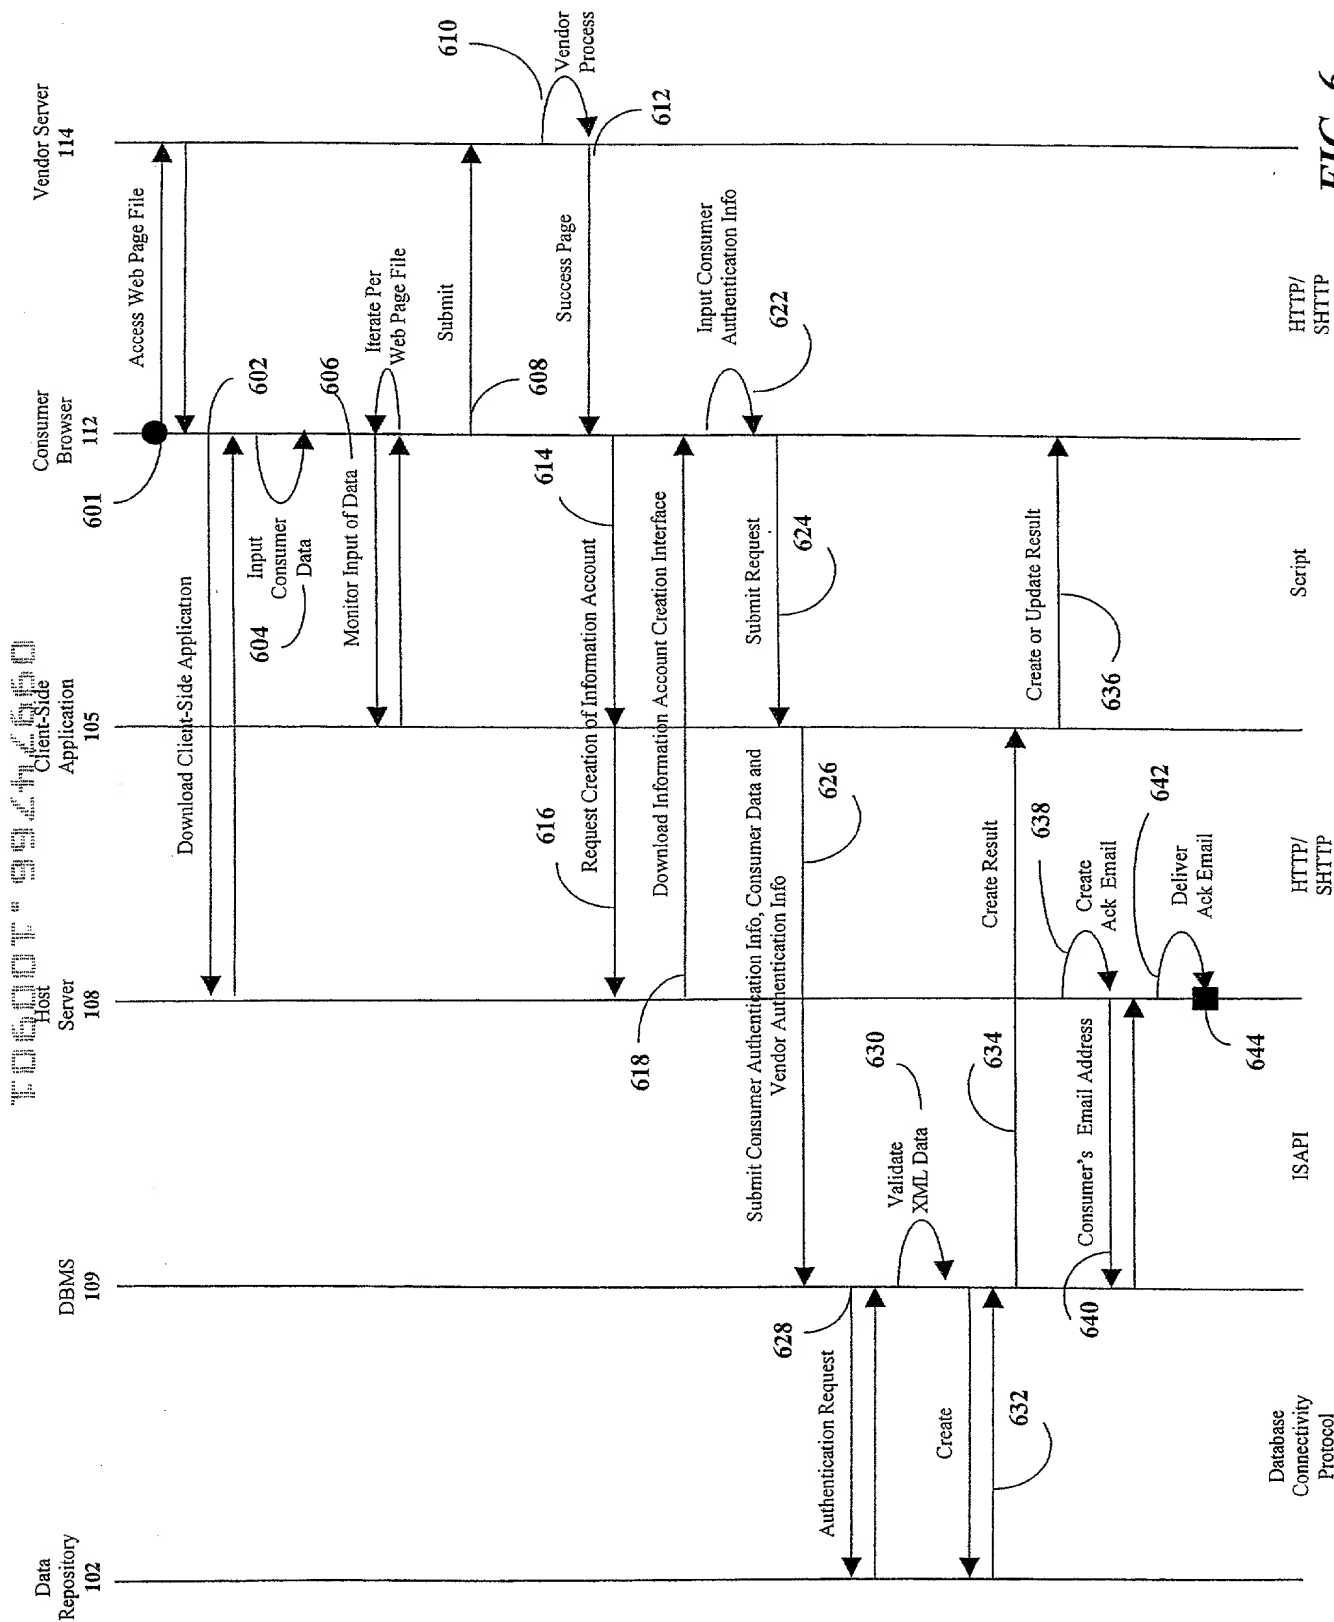 Data
Repository
102
DBMS
109
Host
Server
108
Client-Side
Application
105
Consumer
Browser
112
Vendor Server
114
601
Access Web Page File
602
Download Client-Side Application
Input
Consumer
Data
604
606
Monitor Input of Data
Iterate Per
Web Page File
Submit
608
610
Vendor
Process
612
Success Page
614
616
Request Creation of Information Account
618
Download Information Account Creation Interface
Input Consumer
Authentication Info
622
Submit Request
624
Submit Consumer Authentication Info, Consumer Data and
Vendor Authentication Info
626
628
Authentication Request
630
Validate
XML Data
Create
632
634
Create Result
Create or Update Result
636
638
Create
Ack Email
Consumer's Email Address
640
642
Deliver
Ack Email
644
Database
Connectivity
Protocol
ISAPI
HTTP/
SHTTP
Script
HTTP/
SHTTP
FIG. 6